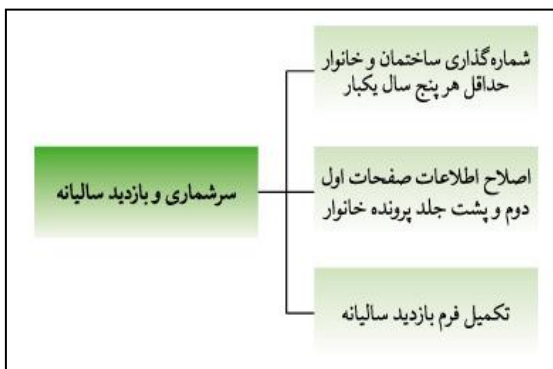 شماره‌گذاری ساختمان و خانوار
حداقل هر پنج سال یکبار
سرشماری و بازدید سالیانه
اصلاح اطلاعات صفحات اول
دوم و پشت جلد پرونده خانوار
تکمیل فرم بازدید سالیانه